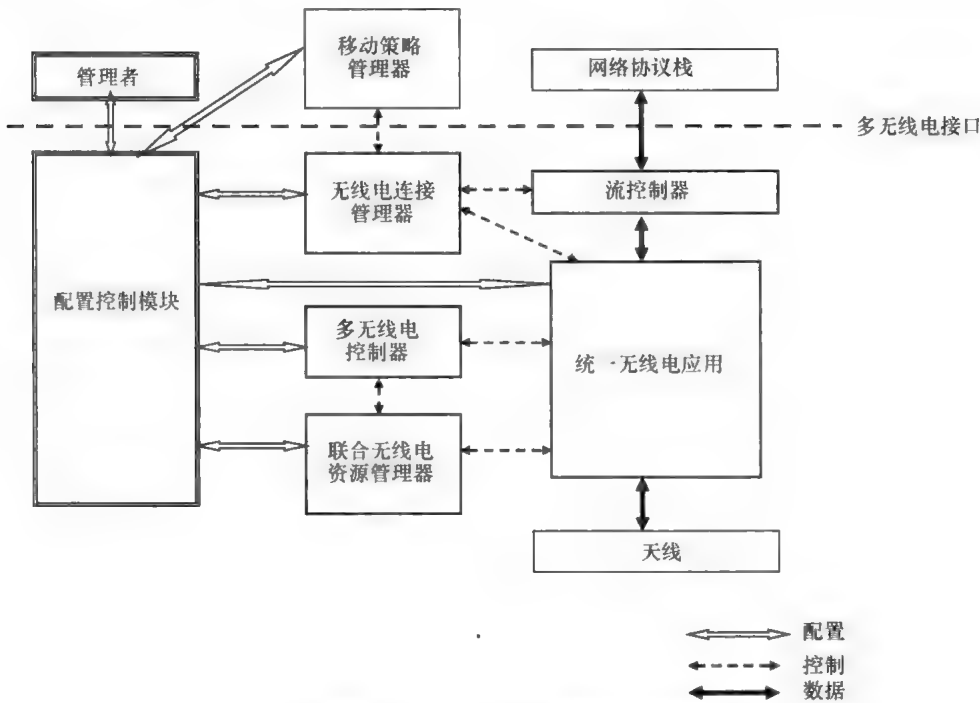 移动策略
管理器
管理者
网络协议栈
多无线电接口
无线电连接
管理器
流控制器
配置控制模块
多无线电
控制器
统一无线电应用
联合无线电
资源管理器
天线
配置
控制
数据